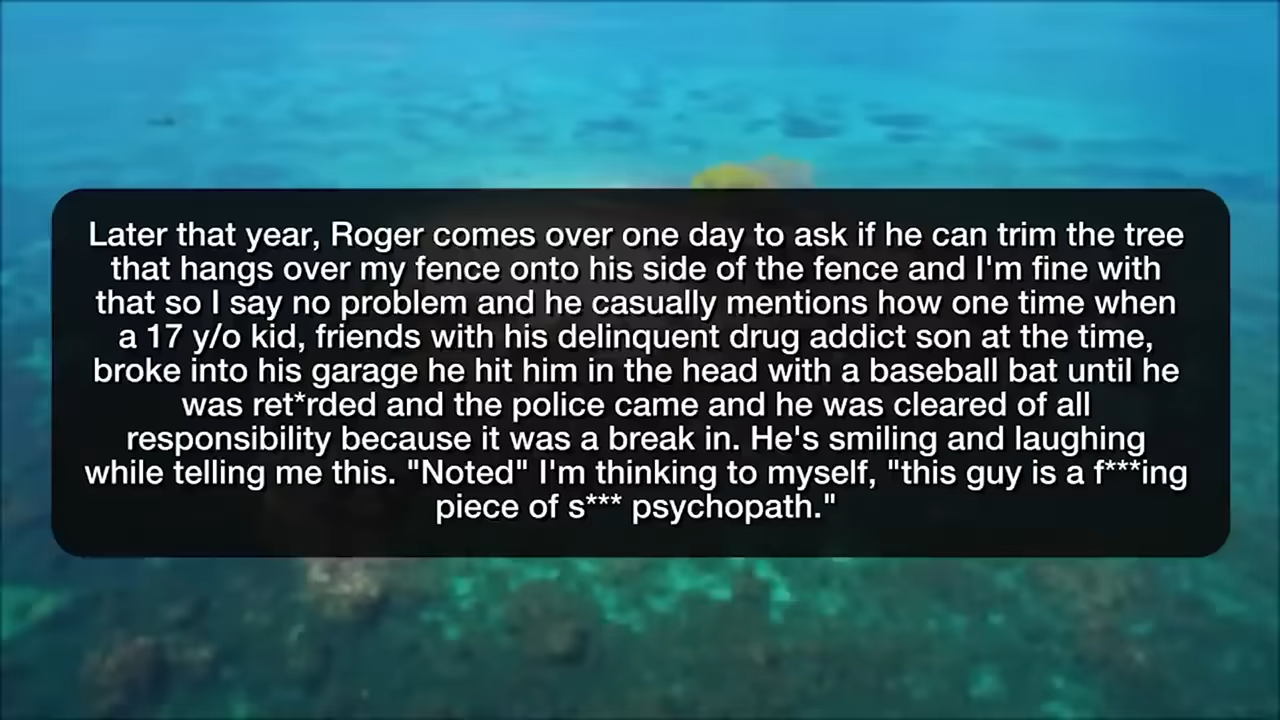 Later that year, Roger comes over one day to ask if he can trim the tree
that hangs over my fence onto his side of the fence and I'm fine with
that so I say no problem and he casually mentions how one time when
a 17 y/o kid, friends with his delinquent drug addict son at the time,
broke into his garage he hit him in the head with a baseball bat until he
was ret*rded and the police came and he was cleared of all
responsibility because it was a break in. He's smiling and laughing
while telling me this. "Noted" I'm thinking to myself, "this guy is a f***ing
piece of s*** psychopath."